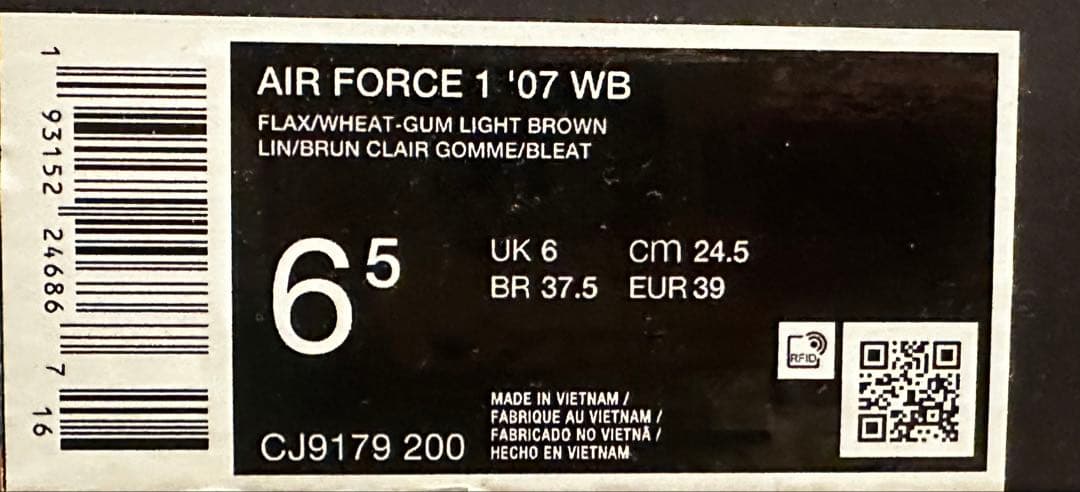 1 93152 24686 7 16
AIR FORCE 1 '07 WB
FLAX/WHEAT-GUM LIGHT BROWN
LIN/BRUN CLAIR GOMME/BLEAT
6 5
UK 6 cm 24.5
BR 37.5 EUR 39
RFID
CJ9179 200
MADE IN VIETNAM /
FABRIQUE AU VIETNAM /
FABRICADO NO VIETNÃ /
HECHO EN VIETNAM